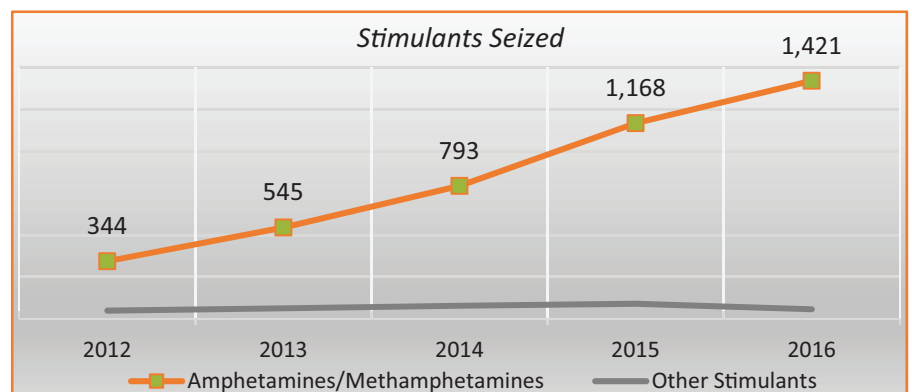 Stimulants Seized
1,421
1,168
793
545
344
2012 2013 2014 2015 2016
Amphetamines/Methamphetamines Other Stimulants